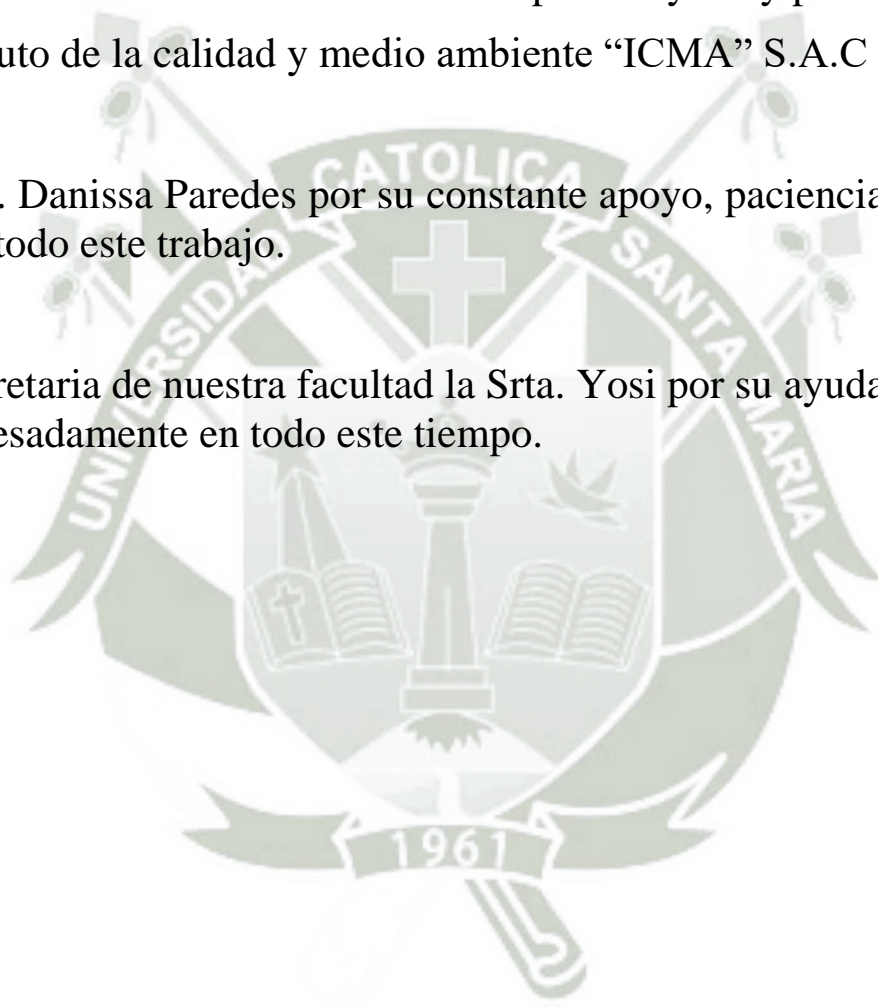 uto de la calidad y medio ambiente “ICMA” S.A.C
. Danissa Paredes por su constante apoyo, paciencia
todo este trabajo.
retaria de nuestra facultad la Srta. Yosi por su ayuda
esadamente en todo este tiempo.
UNIVERSIDAD CATOLICA SANTA MARIA
1961